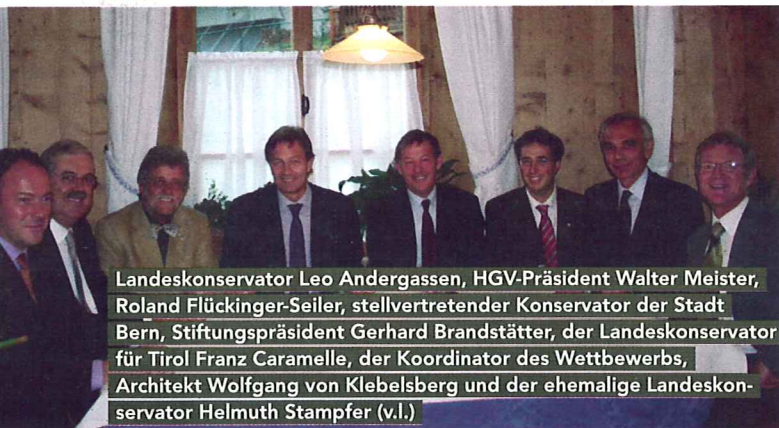 Landeskonservator Leo Andergassen, HGV-Präsident Walter Meister,
Roland Flückinger-Seiler, stellvertretender Konservator der Stadt
Bern, Stiftungspräsident Gerhard Brandstätter, der Landeskonservator
für Tirol Franz Caramelle, der Koordinator des Wettbewerbs,
Architekt Wolfgang von Klebelsberg und der ehemalige Landeskon-
servator Helmuth Stampfer (v.l.)